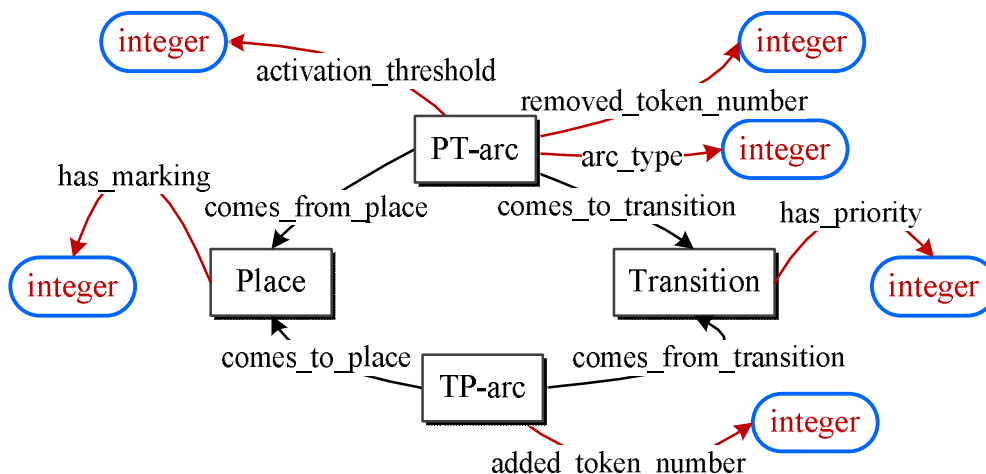 integer
integer
activation_threshold
removed_token_number
PT-arc
arc_type
integer
has_marking
comes_from_place
comes_to_transition
has_priority
integer
Place
Transition
integer
comes_to_place
TP-arc
comes_from_transition
integer
added_token_number